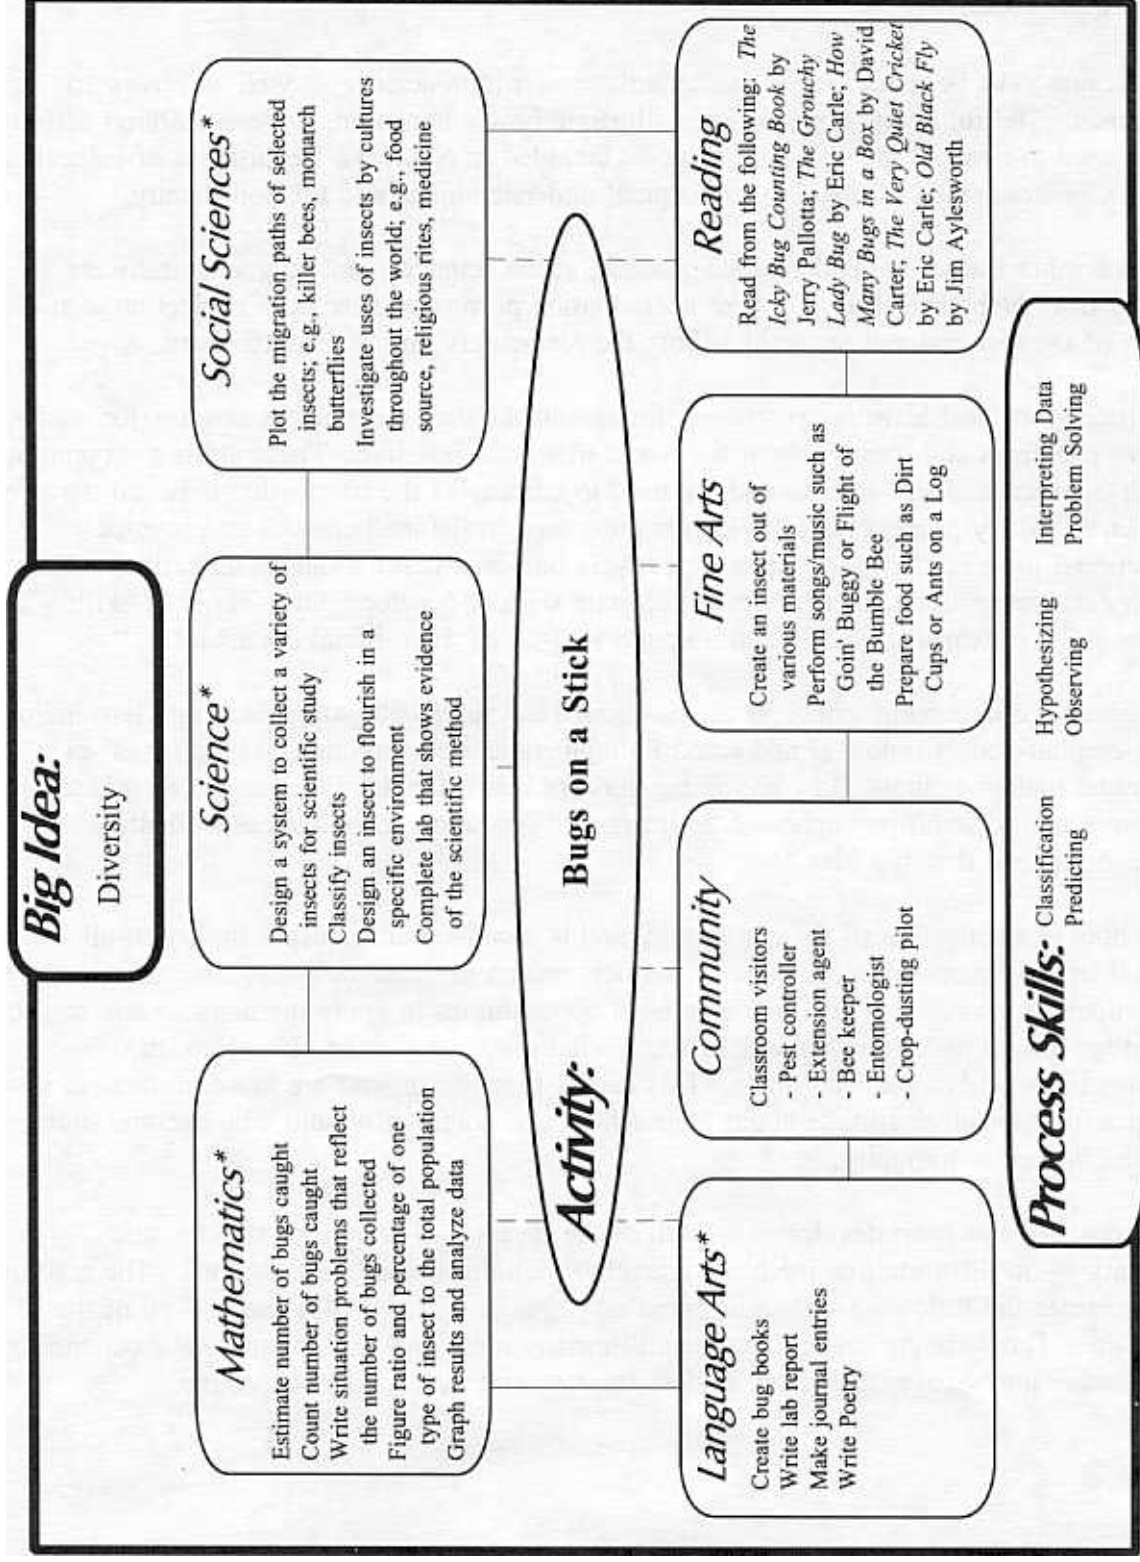 Big Idea:
Diversity
Mathematics*
Estimate number of bugs caught
Count number of bugs caught
Write situation problems that reflect
the number of bugs collected
Figure ratio and percentage of one
type of insect to the total population
Graph results and analyze data
Science*
Design a system to collect a variety of
insects for scientific study
Classify insects
Design an insect to flourish in a
specific environment
Complete lab that shows evidence
of the scientific method
Social Sciences*
Plot the migration paths of selected
insects; e.g., killer bees, monarch
butterflies
Investigate uses of insects by cultures
throughout the world; e.g., food
source, religious rites, medicine
Activity:
Bugs on a Stick
Language Arts*
Create bug books
Write lab report
Make journal entries
Write Poetry
Community
Classroom visitors
- Pest controller
- Extension agent
- Bee keeper
- Entomologist
- Crop-dusting pilot
Fine Arts
Create an insect out of
various materials
Perform songs/music such as
Goin' Buggy or Flight of
the Bumble Bee
Prepare food such as Dirt
Cups or Ants on a Log
Reading
Read from the following: The
Icky Bug Counting Book by
Jerry Pallotta; The Grouchy
Lady Bug by Eric Carle; How
Many Bugs in a Box by David
Carter; The Very Quiet Cricket
by Eric Carle; Old Black Fly
by Jim Aylesworth
Process Skills: Classification Hypothesizing Interpreting Data
Predicting Observing Problem Solving